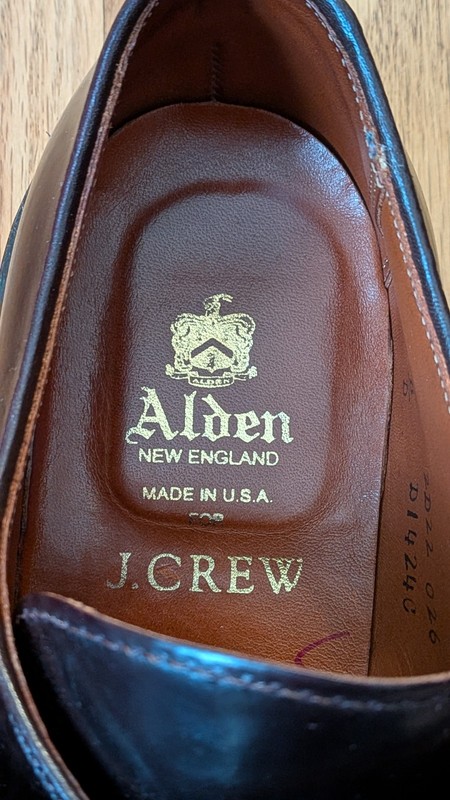 ALDEN
Alden
NEW ENGLAND
MADE IN U.S.A.
FOR
J.CREW
D1424C